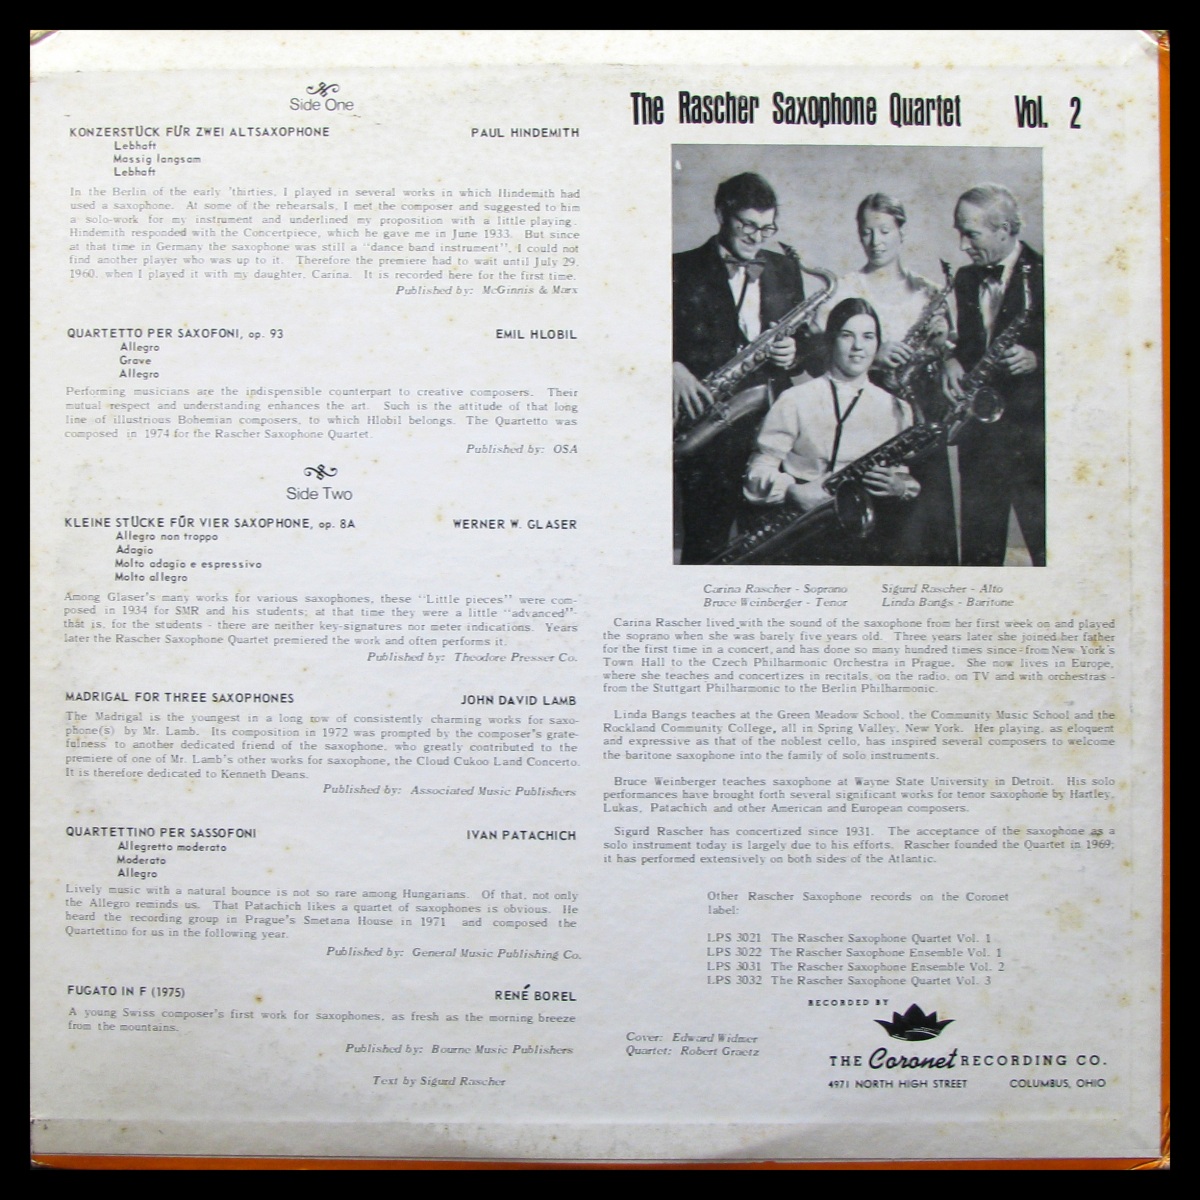 Side One
KONZERSTÜCK FÜR ZWEI ALTSAXOPHONE PAUL HINDEMITH
Lebhaft
Massig langsam
Lebhaft
In the Berlin of the early 'thirties, I played in several works in which Hindemith had
used a saxophone. At some of the rehearsals, I met the composer and suggested to him
a solo-work for my instrument and underlined my proposition with a little playing.
Hindemith responded with the Concertpiece, which he gave me in June 1933. But since
at that time in Germany the saxophone was still a "dance band instrument", I could not
find another player who was up to it. Therefore the premiere had to wait until July 29,
1960, when I played it with my daughter, Carina. It is recorded here for the first time.
Published by: McGinnis & Marx
QUARTETTO PER SAXOFONI, op. 93 EMIL HLOBIL
Allegro
Grave
Allegro
Performing musicians are the indispensible counterpart to creative composers. Their
mutual respect and understanding enhances the art. Such is the attitude of that long
line of illustrious Bohemian composers, to which Hlobil belongs. The Quartetto was
composed in 1974 for the Rascher Saxophone Quartet.
Published by: OSA
Side Two
KLEINE STÜCKE FÜR VIER SAXOPHONE, op. 8A WERNER W. GLASER
Allegro non troppo
Adagio
Molto adagio e espressivo
Molto allegro
Among Glaser's many works for various saxophones, these "Little pieces" were com-
posed in 1934 for SMR and his students; at that time they were a little "advanced"-
that is, for the students - there are neither key-signatures nor meter indications. Years
later the Rascher Saxophone Quartet premiered the work and often performs it.
Published by: Theodore Presser Co.
MADRIGAL FOR THREE SAXOPHONES JOHN DAVID LAMB
The Madrigal is the youngest in a long row of consistently charming works for saxo-
phone(s) by Mr. Lamb. Its composition in 1972 was prompted by the composer's grate-
fulness to another dedicated friend of the saxophone, who greatly contributed to the
premiere of one of Mr. Lamb's other works for saxophone, the Cloud Cukoo Land Concerto.
It is therefore dedicated to Kenneth Deans.
Published by: Associated Music Publishers
QUARTETTINO PER SASSOFONI IVAN PATACHICH
Allegretto moderato
Moderato
Allegro
Lively music with a natural bounce is not so rare among Hungarians. Of that, not only
the Allegro reminds us. That Patachich likes a quartet of saxophones is obvious. He
heard the recording group in Prague's Smetana House in 1971 and composed the
Quartettino for us in the following year.
Published by: General Music Publishing Co.
FUGATO IN F (1975) RENÉ BOREL
A young Swiss composer's first work for saxophones, as fresh as the morning breeze
from the mountains.
Published by: Bourne Music Publishers
Text by Sigurd Rascher
The Rascher Saxophone Quartet Vol. 2
Carina Rascher - Soprano Sigurd Rascher - Alto
Bruce Weinberger - Tenor Linda Bangs - Baritone
Carina Rascher lived with the sound of the saxophone from her first week on and played
the soprano when she was barely five years old. Three years later she joined her father
for the first time in a concert, and has done so many hundred times since - from New York's
Town Hall to the Czech Philharmonic Orchestra in Prague. She now lives in Europe,
where she teaches and concertizes in recitals, on the radio, on TV and with orchestras -
from the Stuttgart Philharmonic to the Berlin Philharmonic.
Linda Bangs teaches at the Green Meadow School, the Community Music School and the
Rockland Community College, all in Spring Valley, New York. Her playing, as eloquent
and expressive as that of the noblest cello, has inspired several composers to welcome
the baritone saxophone into the family of solo instruments.
Bruce Weinberger teaches saxophone at Wayne State University in Detroit. His solo
performances have brought forth several significant works for tenor saxophone by Hartley,
Lukas, Patachich and other American and European composers.
Sigurd Rascher has concertized since 1931. The acceptance of the saxophone as a
solo instrument today is largely due to his efforts. Rascher founded the Quartet in 1969;
it has performed extensively on both sides of the Atlantic.
Other Rascher Saxophone records on the Coronet
label:
LPS 3021 The Rascher Saxophone Quartet Vol. 1
LPS 3022 The Rascher Saxophone Ensemble Vol. 1
LPS 3031 The Rascher Saxophone Ensemble Vol. 2
LPS 3032 The Rascher Saxophone Quartet Vol. 3
RECORDED BY
Cover: Edward Widmer
Quartet: Robert Graetz
THE Coronet RECORDING CO.
4971 NORTH HIGH STREET COLUMBUS, OHIO